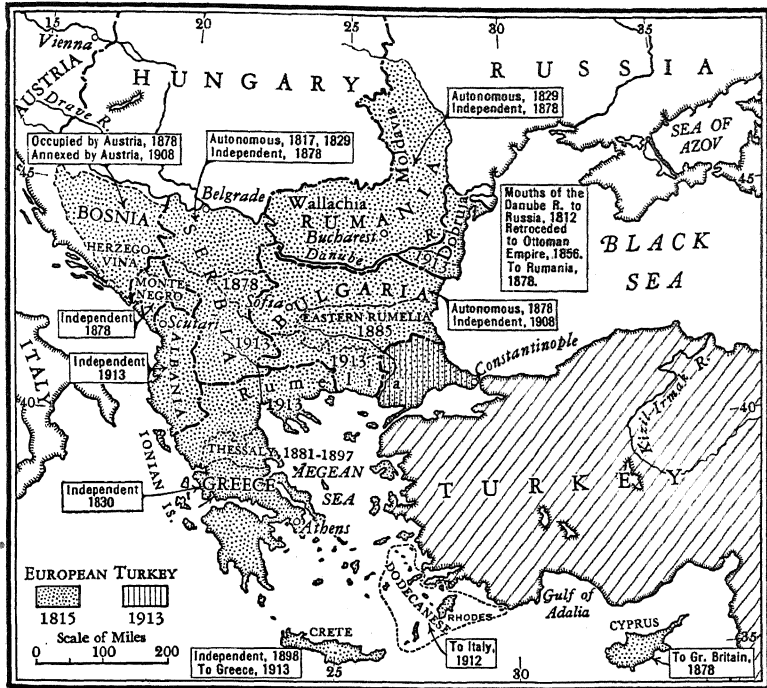 15
20
25
35
Vienna
AUSTRIA
HUNGARY
RUSSIA
Drave R.
SEA OF
AZOV
Autonomous, 1829
Independent, 1878
Moldavia
Occupied by Austria, 1878
Annexed by Austria, 1908
Autonomous, 1817, 1829
Independent, 1878
45
45
Belgrade
BOSNIA
HERZEGO-
VINA
Wallachia
RUMANIA
Bucharest
Danube
R.
Dobruja
Mouths of the
Danube R. to
Russia, 1812
Retroceded
to Ottoman
Empire, 1856.
To Rumania,
1878.
BLACK
SEA
SERBIA
1878
MONTE
NEGRO
Sofia
BULGARIA
EASTERN RUMELIA
1885
Autonomous, 1878
Independent, 1908
Independent
1878
Scutari
1913
1913
ITALY
Independent
1913
ALBANIA
Rumelia
Constantinople
40
40
Kizil-Irmak R.
IONIAN
IS.
THESSALY
1881-1897
AEGEAN
SEA
Independent
1830
GREECE
TURKEY
Athens
EUROPEAN TURKEY
1815
1913
Scale of Miles
0
100
200
DODECANESE
RHODES
Gulf of
Adalia
CRETE
Independent, 1898
To Greece, 1913
To Italy,
1912
CYPRUS
To Gr. Britain,
1878
35
25
30